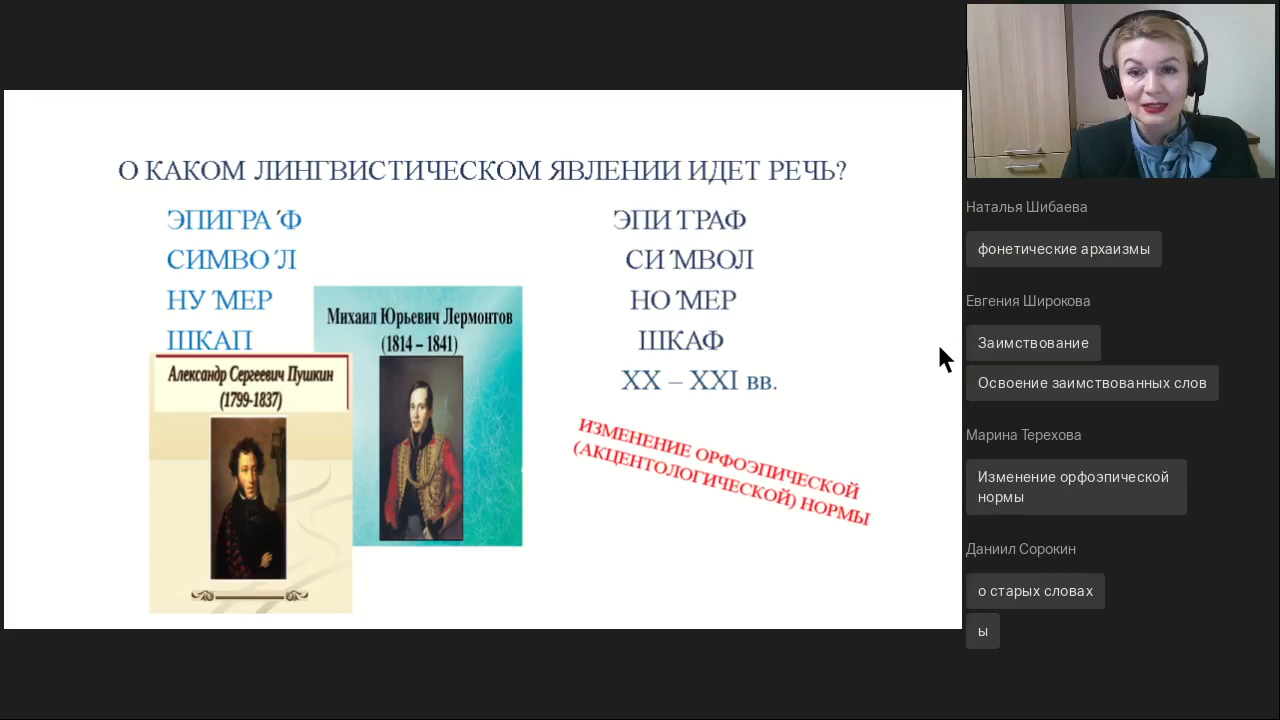 О КАКОМ ЛИНГВИСТИЧЕСКОМ ЯВЛЕНИИ ИДЕТ РЕЧЬ?
ЭПИГРА ́Ф
СИМВО ́Л
НУ ́МЕР
ШКАП
ЭПИ ́ГРАФ
СИ ́МВОЛ
НО ́МЕР
ШКАФ
XX – XXI вв.
Михаил Юрьевич Лермонтов
(1814 – 1841)
Александр Сергеевич Пушкин
(1799-1837)
ИЗМЕНЕНИЕ ОРФОЭПИЧЕСКОЙ
(АКЦЕНТОЛОГИЧЕСКОЙ) НОРМЫ
Наталья Шибаева
фонетические архаизмы
Евгения Широкова
Заимствование
Освоение заимствованных слов
Марина Терехова
Изменение орфоэпической
нормы
Даниил Сорокин
о старых словах
ы